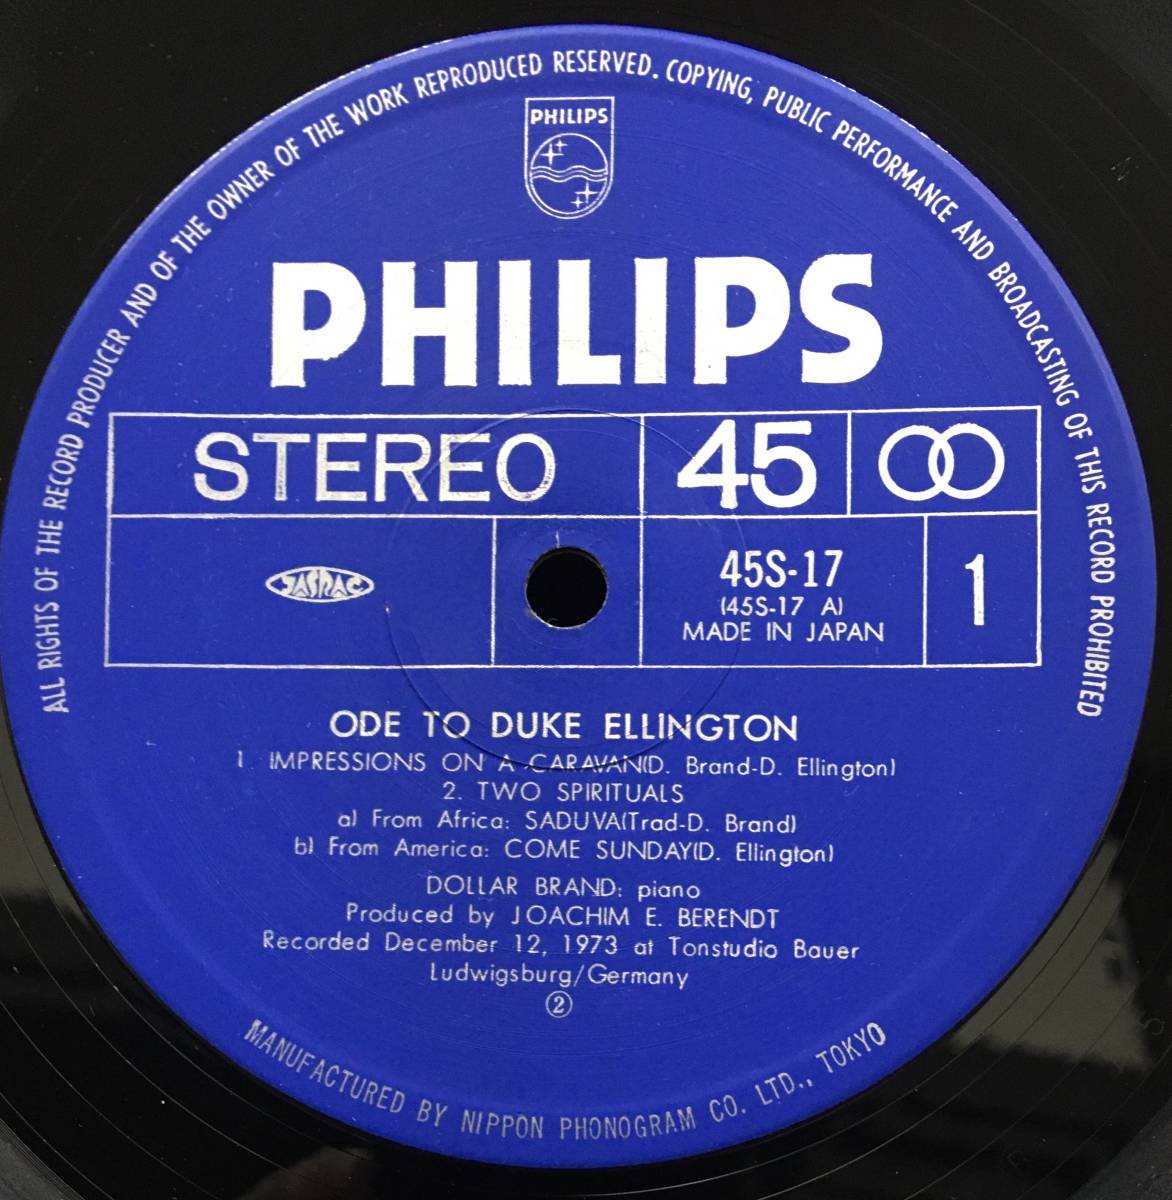 ALL RIGHTS OF THE RECORD PRODUCER AND OF THE OWNER OF THE WORK REPRODUCED RESERVED. COPYING, PUBLIC PERFORMANCE AND BROADCASTING OF THIS RECORD PROHIBITED
PHILIPS
PHILIPS
STEREO 45
JASRAC
45S-17
(45S-17 A)
MADE IN JAPAN
1
ODE TO DUKE ELLINGTON
1. IMPRESSIONS ON A CARAVAN(D. Brand-D. Ellington)
2. TWO SPIRITUALS
a) From Africa: SADUVA(Trad-D. Brand)
b) From America: COME SUNDAY(D. Ellington)
DOLLAR BRAND: piano
Produced by JOACHIM E. BERENDT
Recorded December 12, 1973 at Tonstudio Bauer
Ludwigsburg/Germany
②
MANUFACTURED BY NIPPON PHONOGRAM CO. LTD., TOKYO